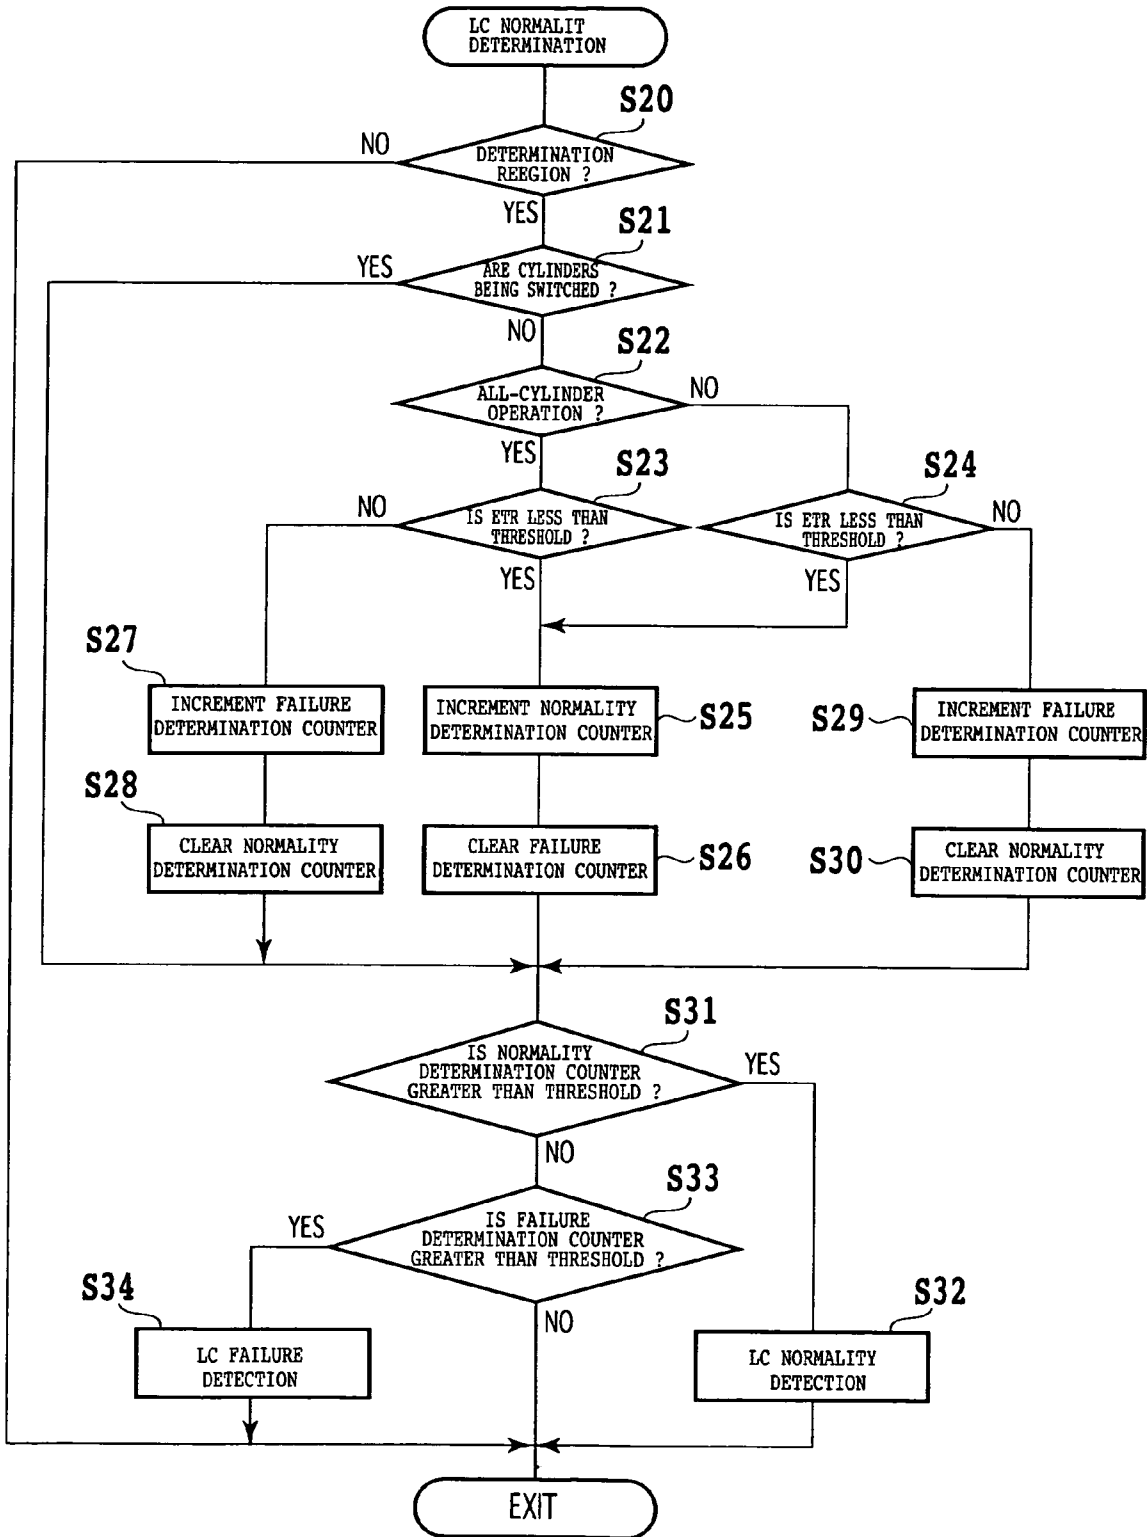 LC NORMALIT
DETERMINATION
S20
NO
DETERMINATION
REEGION ?
YES
S21
YES
ARE CYLINDERS
BEING SWITCHED ?
NO
S22
ALL-CYLINDER
OPERATION ?
NO
YES
S23
S24
NO
IS ETR LESS THAN
THRESHOLD ?
IS ETR LESS THAN
THRESHOLD ?
NO
YES
YES
S27
INCREMENT FAILURE
DETERMINATION COUNTER
INCREMENT NORMALITY
DETERMINATION COUNTER
S25
S29
INCREMENT FAILURE
DETERMINATION COUNTER
S28
CLEAR NORMALITY
DETERMINATION COUNTER
CLEAR FAILURE
DETERMINATION COUNTER
S26
S30
CLEAR NORMALITY
DETERMINATION COUNTER
S31
IS NORMALITY
DETERMINATION COUNTER
GREATER THAN THRESHOLD ?
YES
NO
S33
YES
IS FAILURE
DETERMINATION COUNTER
GREATER THAN THRESHOLD ?
S34
NO
S32
LC FAILURE
DETECTION
LC NORMALITY
DETECTION
EXIT